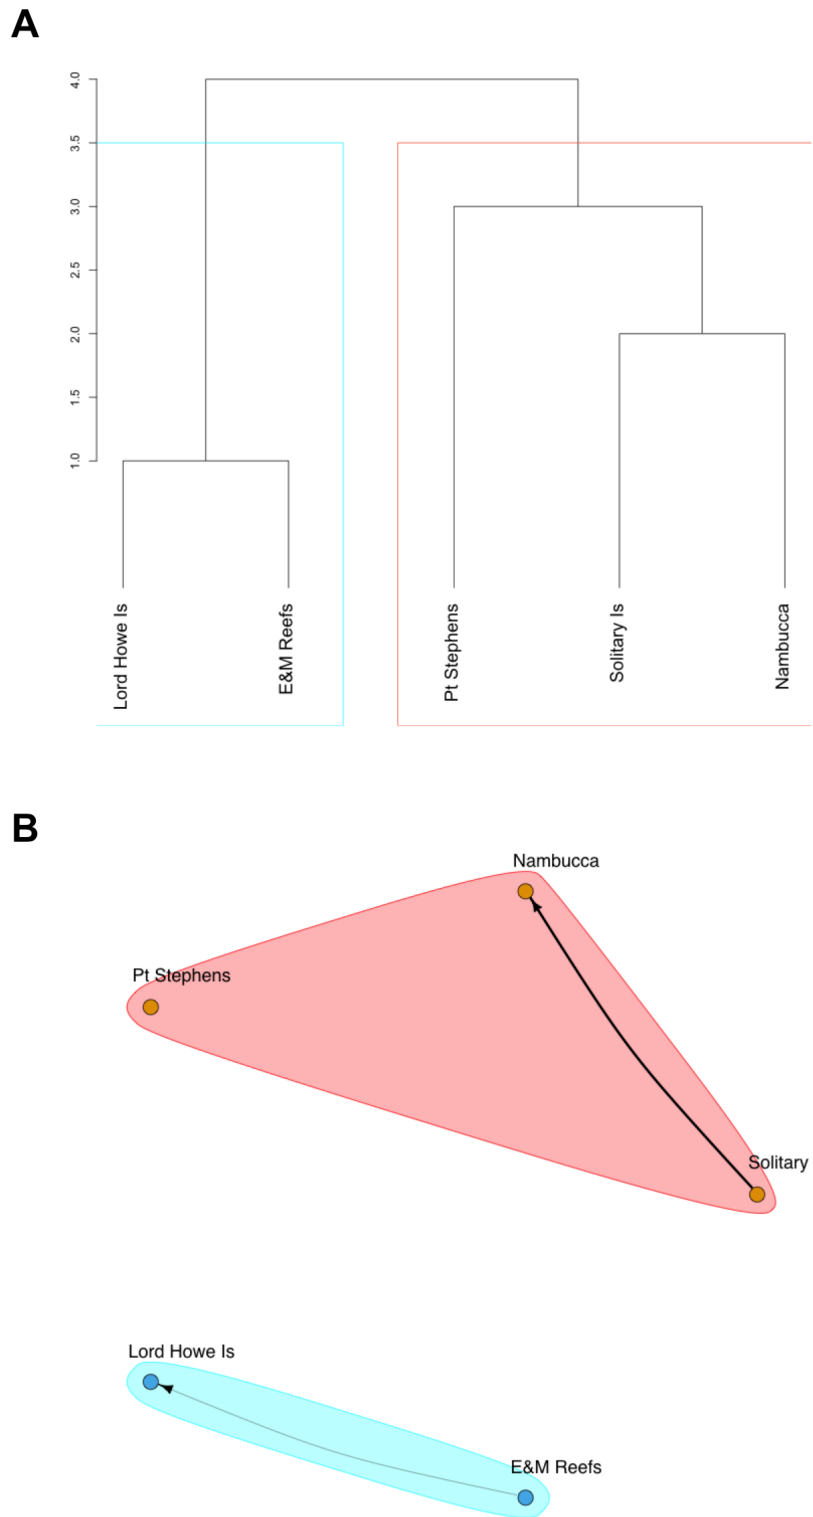 A
4.0
3.5
3.0
2.5
2.0
1.5
1.0
Lord Howe Is
E&M Reefs
Pt Stephens
Solitary Is
Nambucca
B
Nambucca
Pt Stephens
Solitary
Lord Howe Is
E&M Reefs